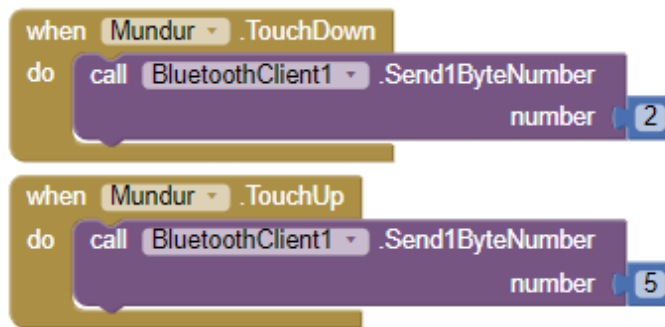 when Mundur .TouchDown
do call BluetoothClient1 .Send1ByteNumber
number 2
when Mundur .TouchUp
do call BluetoothClient1 .Send1ByteNumber
number 5